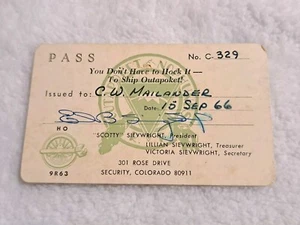 PASS No. C- 329
You Don't Have to Hock It—
To Ship Outapoket!
Issued to: C.W. MAILANDER
Date: 15 SEP 66
HO
"SCOTTY" SIEVWRIGHT, President
LILLIAN SIEVWRIGHT, Treasurer
VICTORIA SIEVWRIGHT, Secretary
9R63
301 ROSE DRIVE
SECURITY, COLORADO 80911